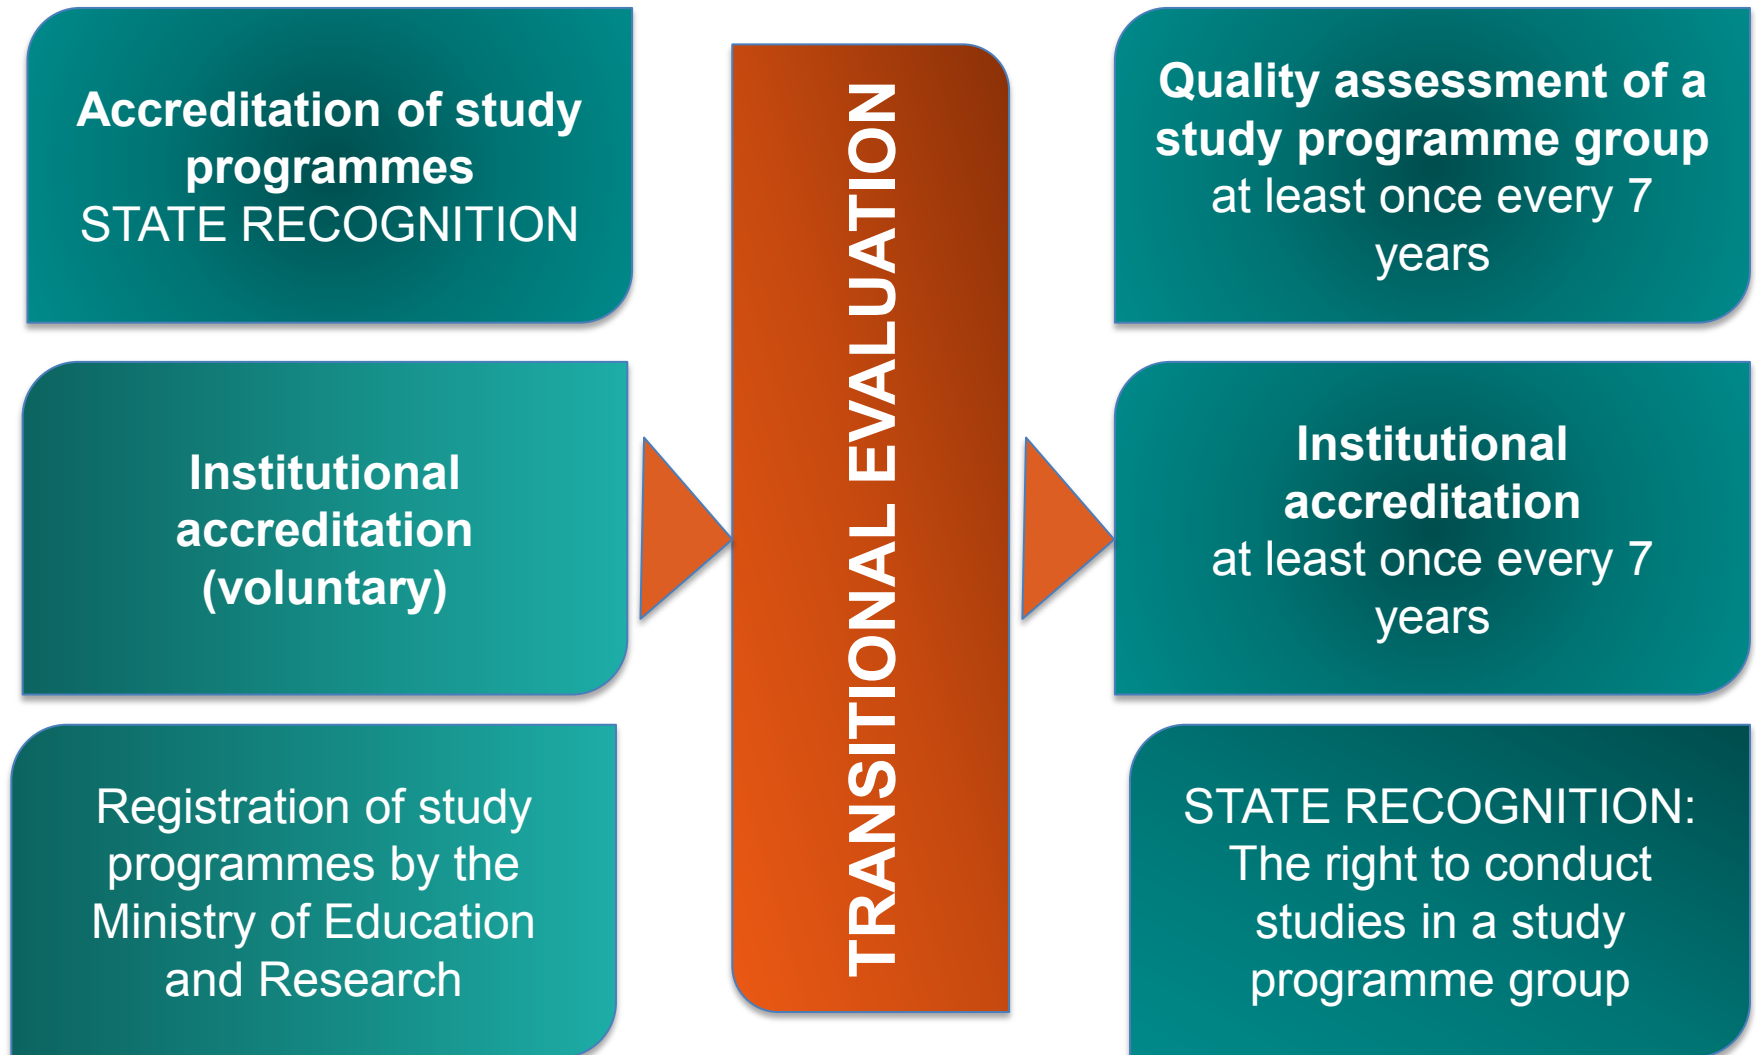 Accreditation of study
programmes
STATE RECOGNITION
Institutional
accreditation
(voluntary)
Registration of study
programmes by the
Ministry of Education
and Research
TRANSITIONAL EVALUATION
Quality assessment of a
study programme group
at least once every 7
years
Institutional
accreditation
at least once every 7
years
STATE RECOGNITION:
The right to conduct
studies in a study
programme group